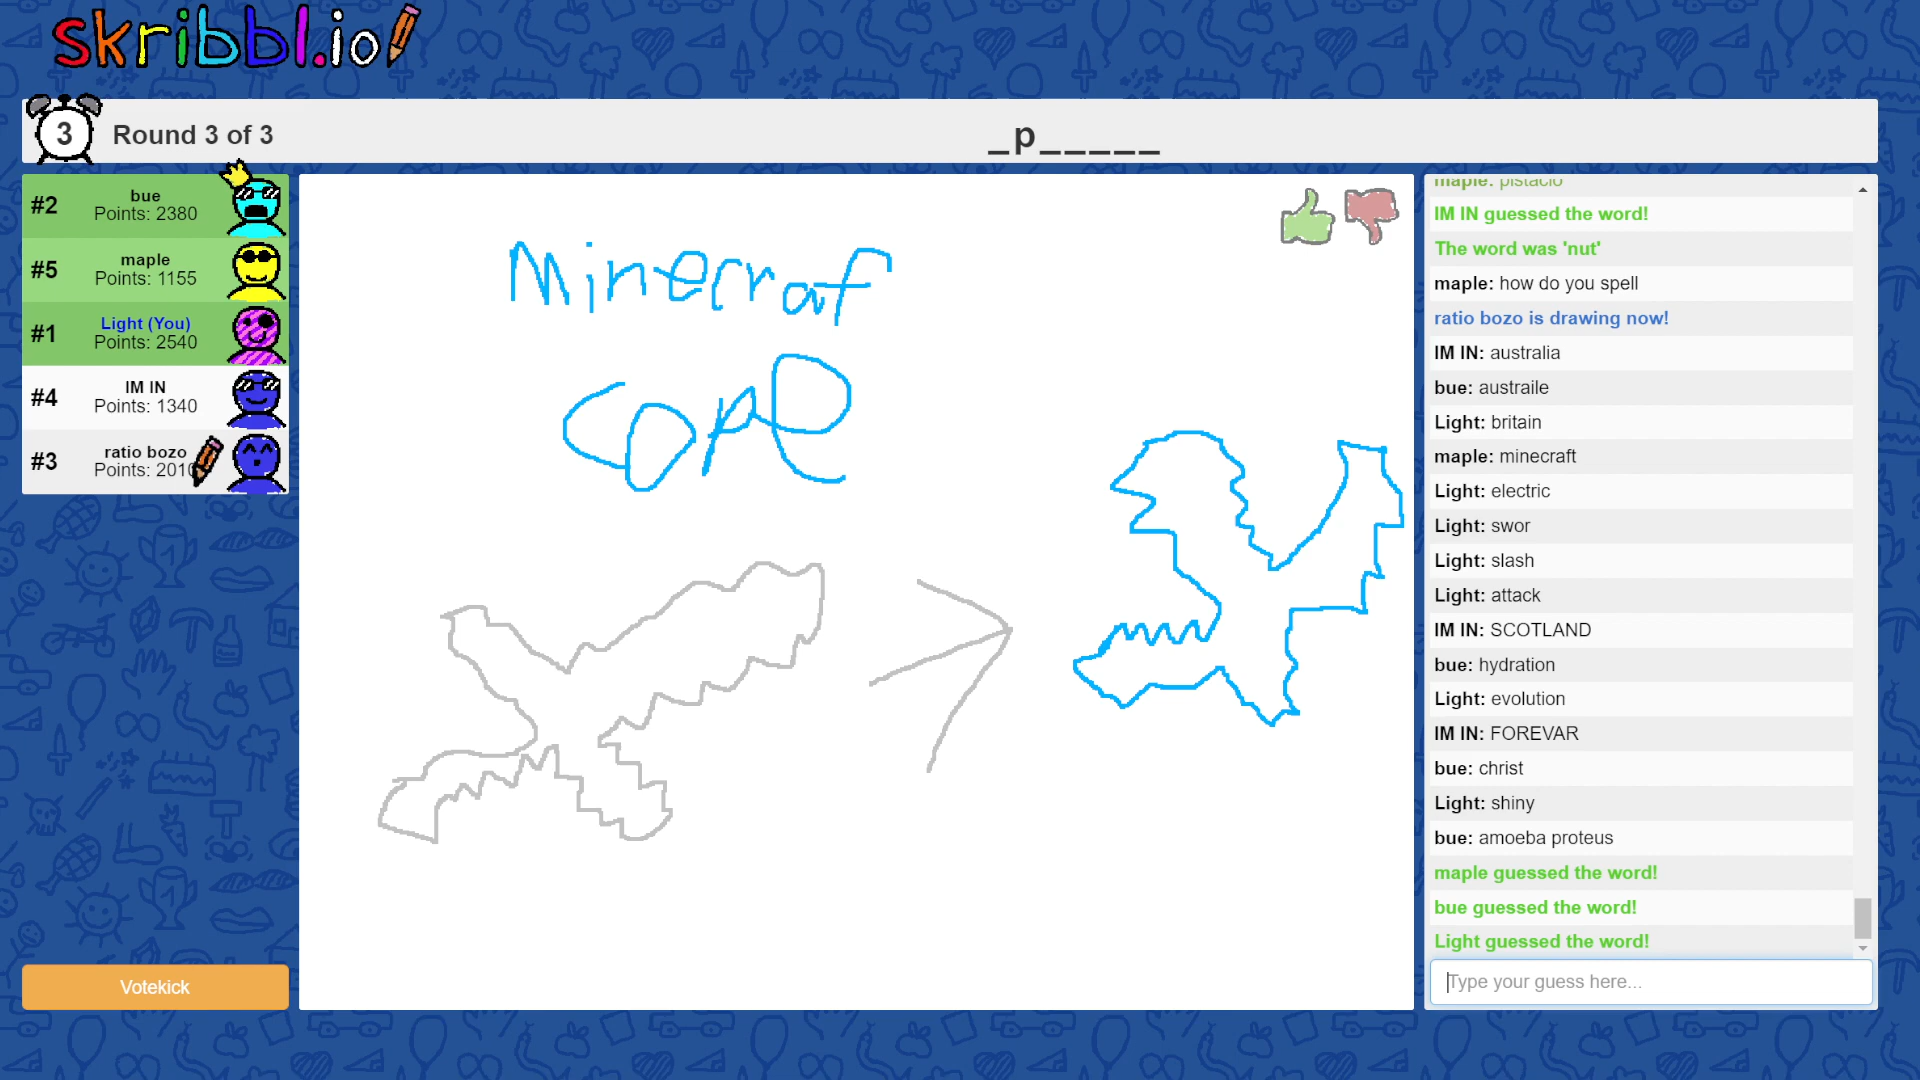 skribbl.io
3
Round 3 of 3
_p_____
#2
bue
Points: 2380
#5
maple
Points: 1155
#1
Light (You)
Points: 2540
#4
IM IN
Points: 1340
#3
ratio bozo
Points: 2010
Votekick
Minecraf
cope
maple: pistacio
IM IN guessed the word!
The word was 'nut'
maple: how do you spell
ratio bozo is drawing now!
IM IN: australia
bue: austraile
Light: britain
maple: minecraft
Light: electric
Light: swor
Light: slash
Light: attack
IM IN: SCOTLAND
bue: hydration
Light: evolution
IM IN: FOREVAR
bue: christ
Light: shiny
bue: amoeba proteus
maple guessed the word!
bue guessed the word!
Light guessed the word!
Type your guess here...